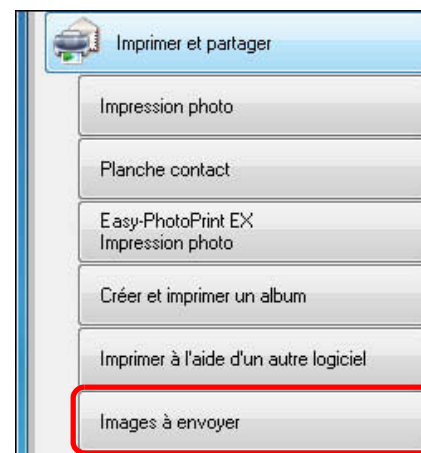 Imprimer et partager
Impression photo
Planche contact
Easy-PhotoPrint EX
Impression photo
Créer et imprimer un album
Imprimer à l'aide d'un autre logiciel
Images à envoyer